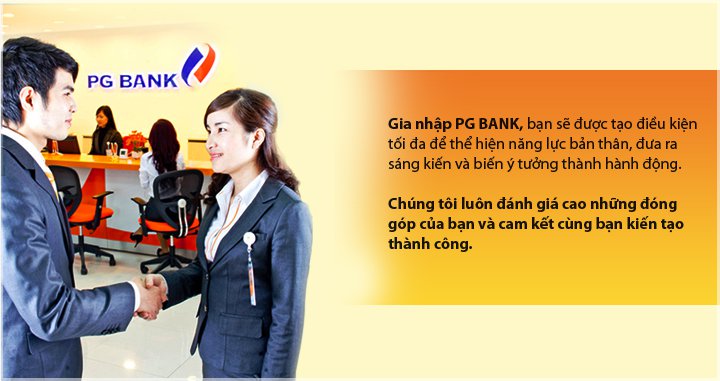 PG BANK
Gia nhập PG BANK, bạn sẽ được tạo điều kiện
tối đa để thể hiện năng lực bản thân, đưa ra
sáng kiến và biến ý tưởng thành hành động.
Chúng tôi luôn đánh giá cao những đóng
góp của bạn và cam kết cùng bạn kiến tạo
thành công.